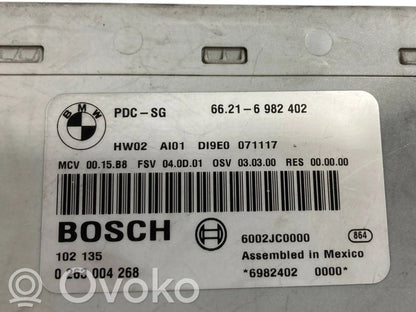 BMW
PDC-SG 66.21-6 982 402
HW02 AI01 DI9E0 071117
MCV 00.15.B8 FSV 04.0D.01 OSV 03.03.00 RES 00.00.00
BOSCH
6002JC0000 864
102 135 Assembled in Mexico
0 263 004 268 *6982402 0000*
Ovoko